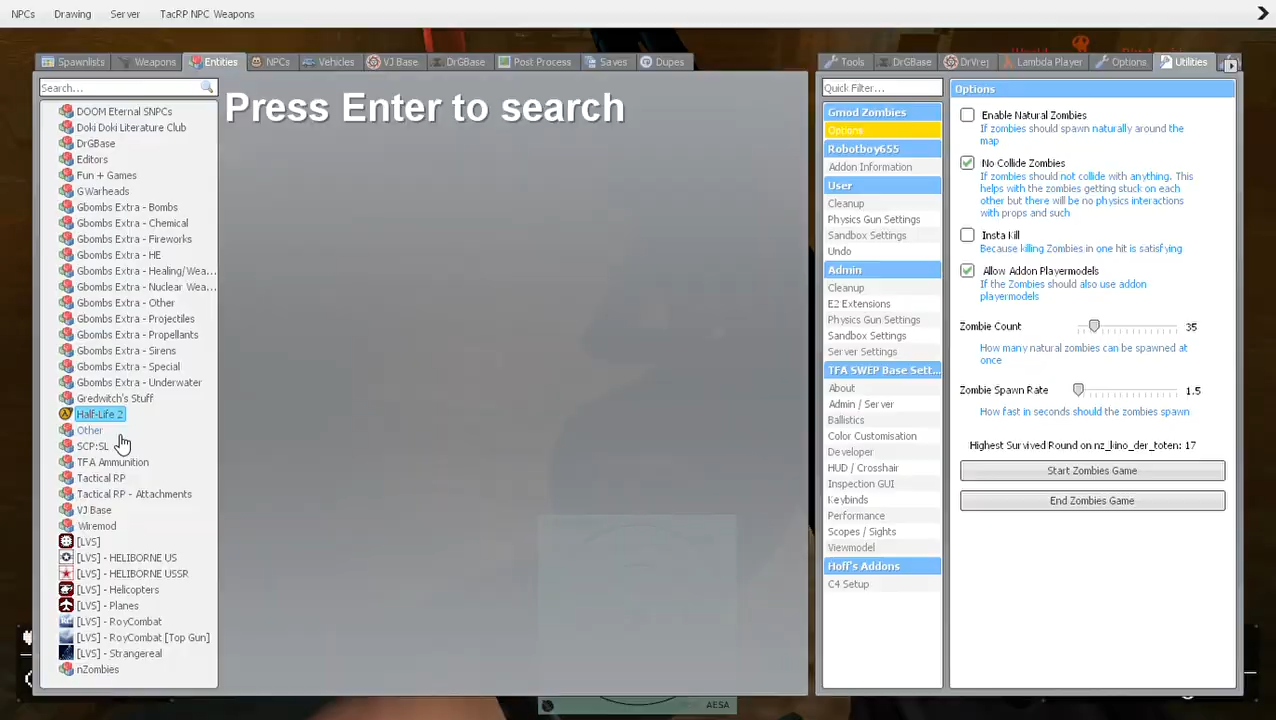 NPCs Drawing Server TacRP NPC Weapons
Spawnlists Weapons Entities NPCs Vehicles VJ Base DrGBase Post Process Saves Dupes
Search...
Press Enter to search
DOOM Eternal SNPCs
Doki Doki Literature Club
DrGBase
Editors
Fun + Games
GWarheads
Gbombs Extra - Bombs
Gbombs Extra - Chemical
Gbombs Extra - Fireworks
Gbombs Extra - HE
Gbombs Extra - Healing/Wea...
Gbombs Extra - Nuclear Wea...
Gbombs Extra - Other
Gbombs Extra - Projectiles
Gbombs Extra - Propellants
Gbombs Extra - Sirens
Gbombs Extra - Special
Gbombs Extra - Underwater
Gredwitch's Stuff
Half-Life 2
Other
SCP:SL
TFA Ammunition
Tactical RP
Tactical RP - Attachments
VJ Base
Wiremod
[LVS]
[LVS] - HELIBORNE US
[LVS] - HELIBORNE USSR
[LVS] - Helicopters
[LVS] - Planes
[LVS] - RoyCombat
[LVS] - RoyCombat [Top Gun]
[LVS] - Strangereal
nZombies
AESA
Tools DrGBase DrVrej Lambda Player Options Utilities
Quick Filter...
Gmod Zombies
Options
Robotboy655
Addon Information
User
Cleanup
Physics Gun Settings
Sandbox Settings
Undo
Admin
Cleanup
E2 Extensions
Physics Gun Settings
Sandbox Settings
Server Settings
TFA SWEP Base Sett...
About
Admin / Server
Ballistics
Color Customisation
Developer
HUD / Crosshair
Inspection GUI
Keybinds
Performance
Scopes / Sights
Viewmodel
Hoff's Addons
C4 Setup
Options
Enable Natural Zombies
If zombies should spawn naturally around the
map
No Collide Zombies
If zombies should not collide with anything. This
helps with the zombies getting stuck on each
other but there will be no physics interactions
with props and such
Insta Kill
Because killing Zombies in one hit is satisfying
Allow Addon Playermodels
If the Zombies should also use addon
playermodels
Zombie Count 35
How many natural zombies can be spawned at
once
Zombie Spawn Rate 1.5
How fast in seconds should the zombies spawn
Highest Survived Round on nz_kino_der_toten: 17
Start Zombies Game
End Zombies Game